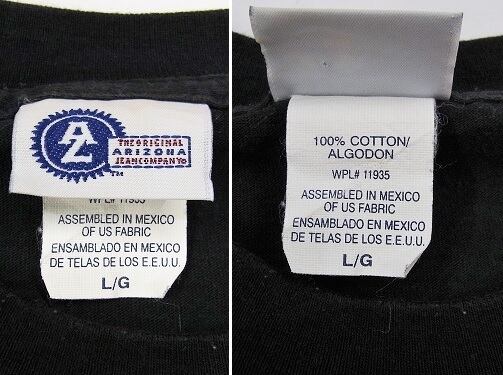 AZ
THE ORIGINAL
ARIZONA
JEAN COMPANY®
TM
WPL# 11935
ASSEMBLED IN MEXICO
OF US FABRIC
ENSAMBLADO EN MEXICO
DE TELAS DE LOS E.E.U.U.
L/G
100% COTTON/
ALGODON
WPL# 11935
ASSEMBLED IN MEXICO
OF US FABRIC
ENSAMBLADO EN MEXICO
DE TELAS DE LOS E.E.U.U.
L/G